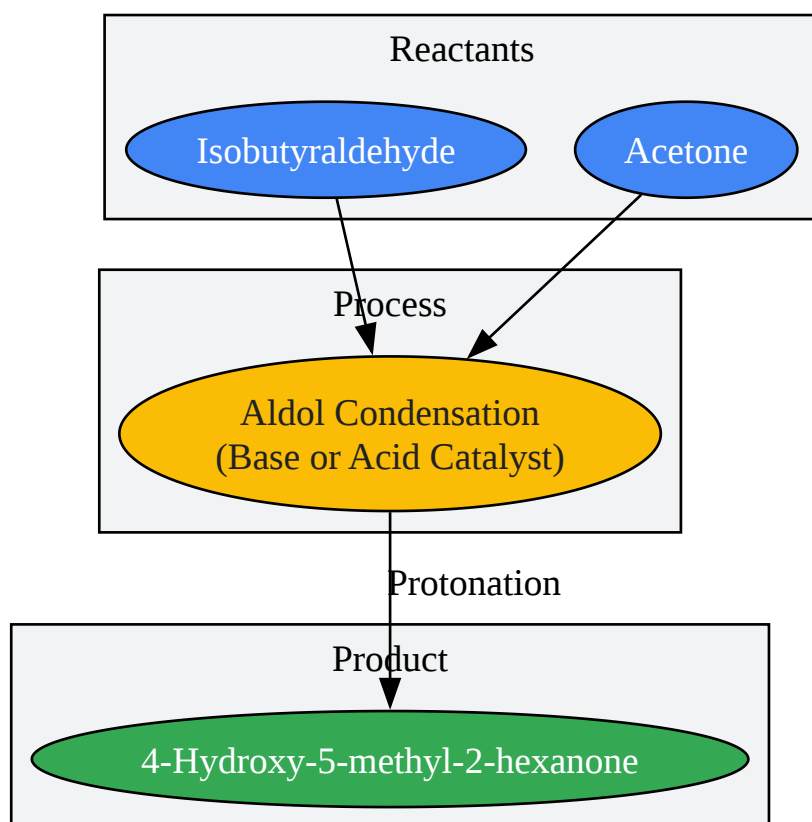 Reactants
Isobutyraldehyde
Acetone
Process
Aldol Condensation
(Base or Acid Catalyst)
Protonation
Product
4-Hydroxy-5-methyl-2-hexanone